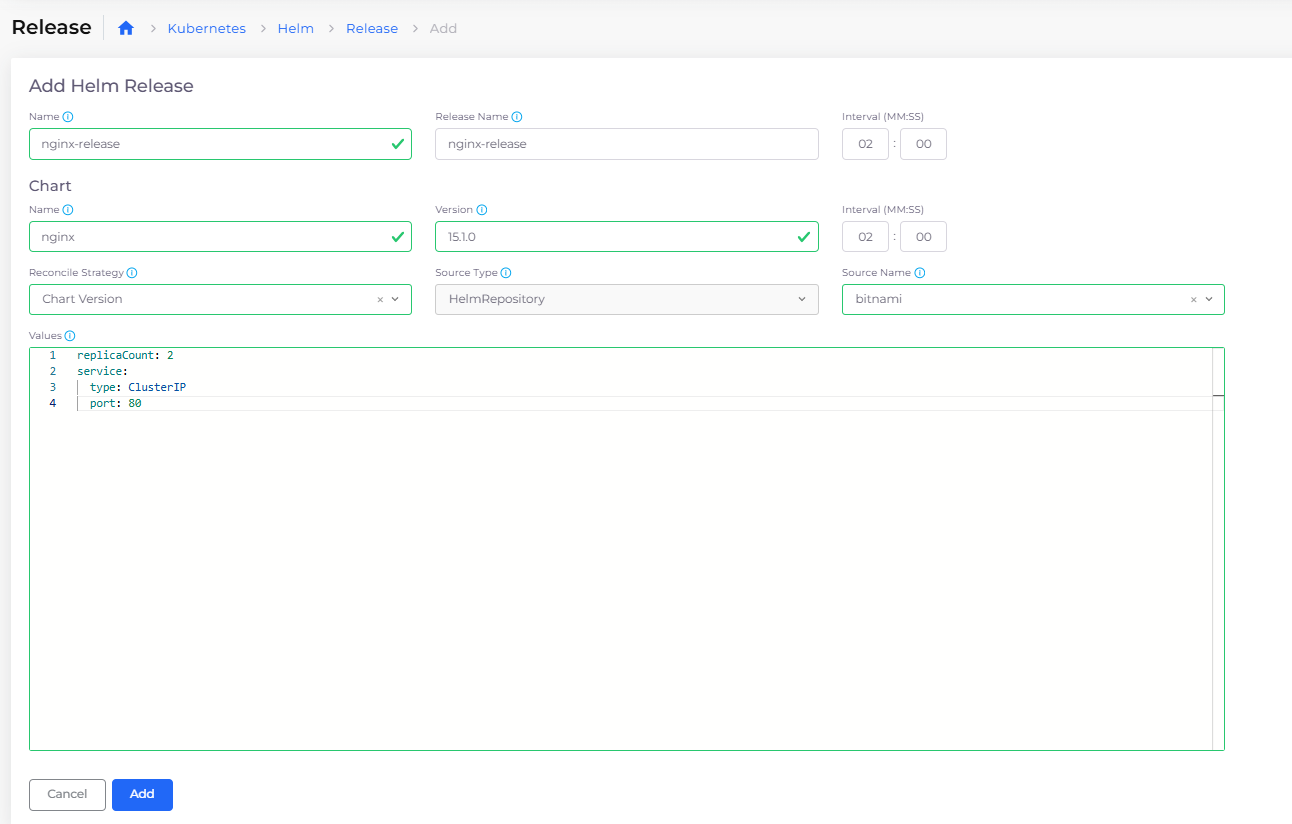 Release Kubernetes Helm Release Add
Add Helm Release
Name Release Name Interval (MM:SS)
nginx-release nginx-release 02 : 00
Chart
Name Version Interval (MM:SS)
nginx 15.1.0 02 : 00
Reconcile Strategy Source Type Source Name
Chart Version HelmRepository bitnami
Values
1 replicaCount: 2
2 service:
3 type: ClusterIP
4 port: 80
Cancel Add